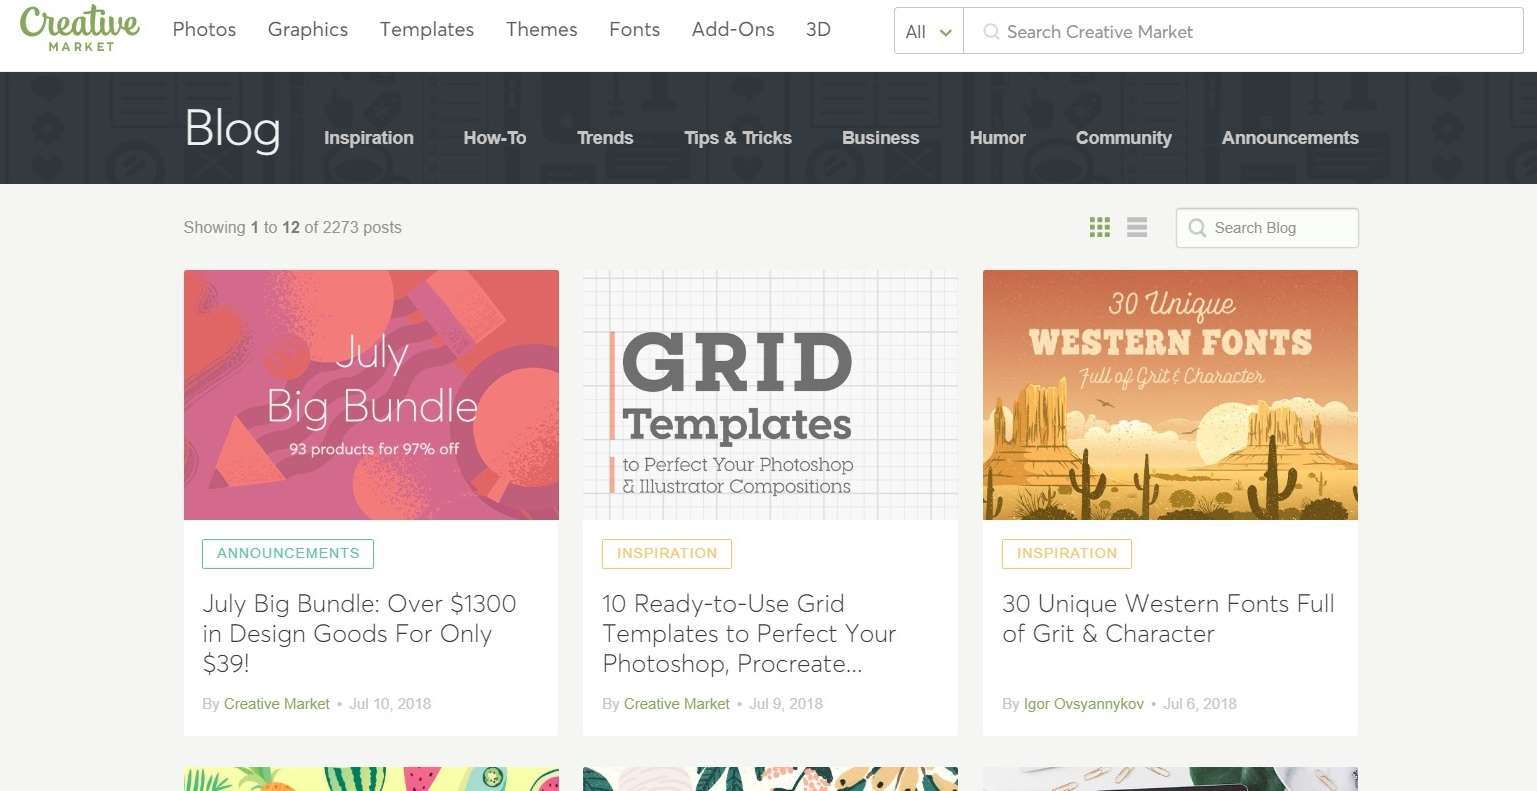 Creative
MARKET
Photos Graphics Templates Themes Fonts Add-Ons 3D
All
Search Creative Market
Blog
Inspiration How-To Trends Tips & Tricks Business Humor Community Announcements
Showing 1 to 12 of 2273 posts
Search Blog
July
Big Bundle
93 products for 97% off
ANNOUNCEMENTS
July Big Bundle: Over $1300
in Design Goods For Only
$39!
By Creative Market • Jul 10, 2018
GRID
Templates
to Perfect Your Photoshop
& Illustrator Compositions
INSPIRATION
10 Ready-to-Use Grid
Templates to Perfect Your
Photoshop, Procreate...
By Creative Market • Jul 9, 2018
30 Unique
WESTERN FONTS
Full of Grit & Character
INSPIRATION
30 Unique Western Fonts Full
of Grit & Character
By Igor Ovsyannykov • Jul 6, 2018